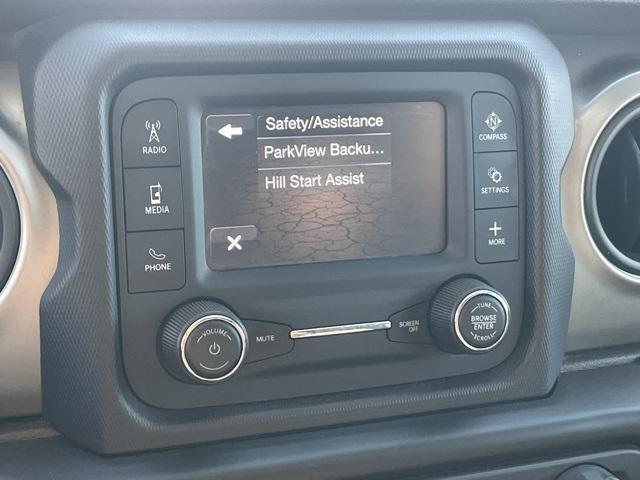 Safety/Assistance
ParkView Backu...
Hill Start Assist
RADIO
MEDIA
PHONE
N
COMPASS
SETTINGS
MORE
VOLUME
MUTE
SCREEN
OFF
TUNE
BROWSE
ENTER
SCROLL